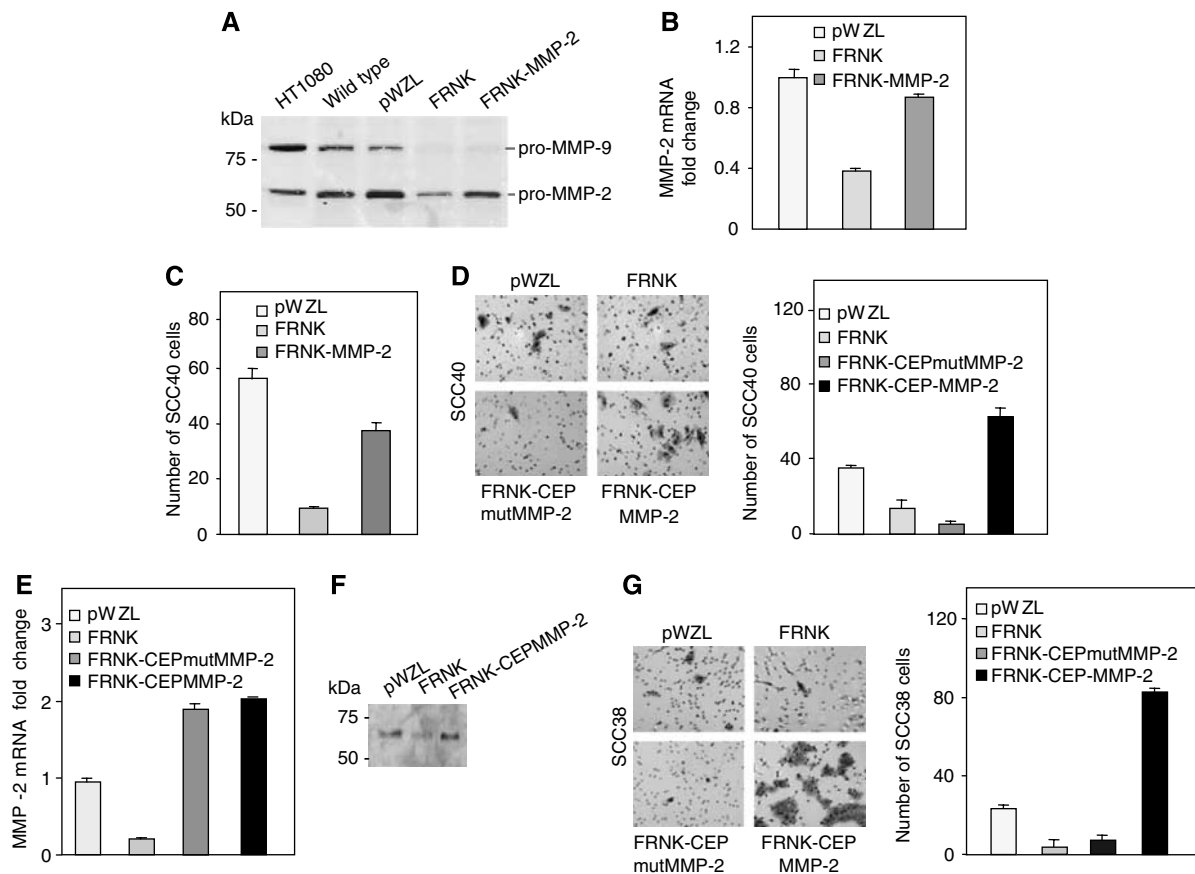 A
HT1080
Wild type
pWZL
FRNK
FRNK-MMP-2
kDa
75 -
50 -
pro-MMP-9
pro-MMP-2
B
MMP-2 mRNA
fold change
1.2
0.8
0.4
0
pWZL
FRNK
FRNK-MMP-2
C
Number of SCC40 cells
80
60
40
20
0
pWZL
FRNK
FRNK-MMP-2
D
pWZL
FRNK
SCC40
FRNK-CEP
mutMMP-2
FRNK-CEP
MMP-2
Number of SCC40 cells
120
80
40
0
pWZL
FRNK
FRNK-CEPmutMMP-2
FRNK-CEP-MMP-2
E
MMP -2 mRNA fold change
3
2
1
0
pWZL
FRNK
FRNK-CEPmutMMP-2
FRNK-CEPMMP-2
F
pWZL
FRNK
FRNK-CEPMMP-2
kDa
75 -
50 -
G
pWZL
FRNK
SCC38
FRNK-CEP
mutMMP-2
FRNK-CEP
MMP-2
Number of SCC38 cells
120
80
40
0
pWZL
FRNK
FRNK-CEPmutMMP-2
FRNK-CEP-MMP-2